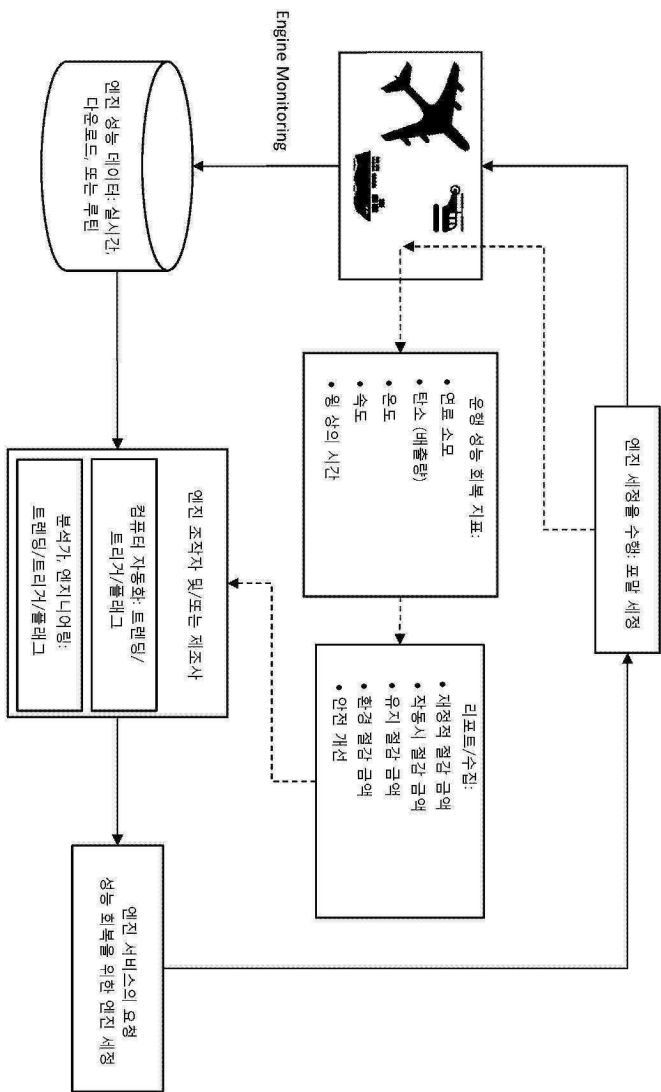 Engine Monitoring
엔진 성능 데이터: 실시간,
다운로드, 또는 루틴
운행 성능 회복 지표:
• 연료 소모
• 탄소 (배출량)
• 온도
• 속도
• 윙 상의 시간
엔진 조작자 및/또는 제조사
컴퓨터 자동화: 트렌딩/
트리거/플래그
분석가, 엔지니어링:
트렌딩/트리거/플래그
엔진 세정을 수행: 포말 세정
리포트/수집:
• 재정적 절감 금액
• 작동시 절감 금액
• 유지 절감 금액
• 환경 절감 금액
• 안전 개선
엔진 서비스의 요청
성능 회복을 위한 엔진 세정